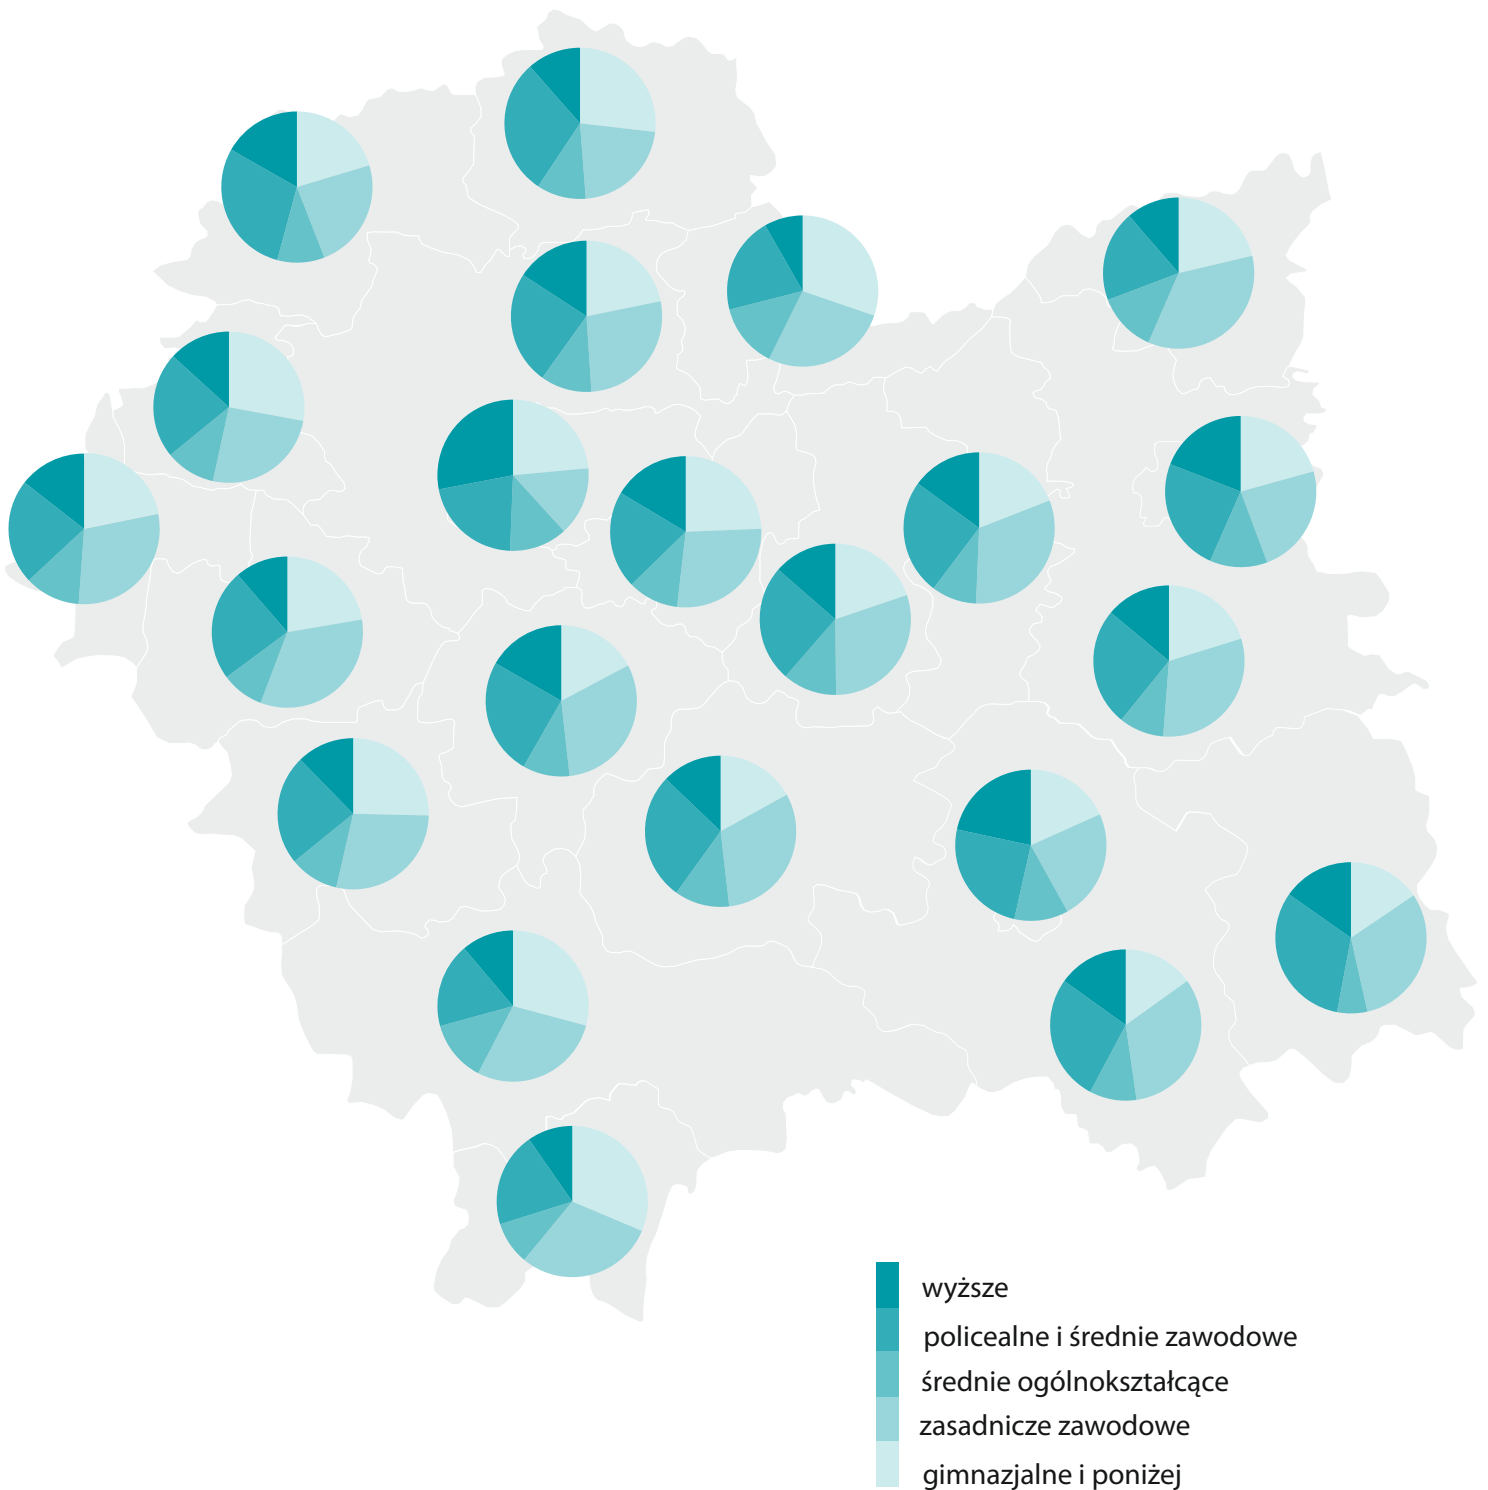 wyższe
policealne i średnie zawodowe
średnie ogólnokształcące
zasadnicze zawodowe
gimnazjalne i poniżej